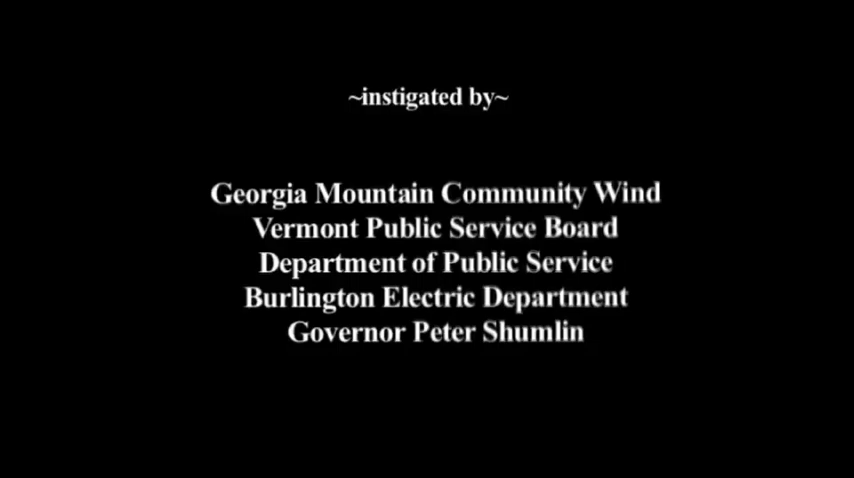 ~instigated by~
Georgia Mountain Community Wind
Vermont Public Service Board
Department of Public Service
Burlington Electric Department
Governor Peter Shumlin